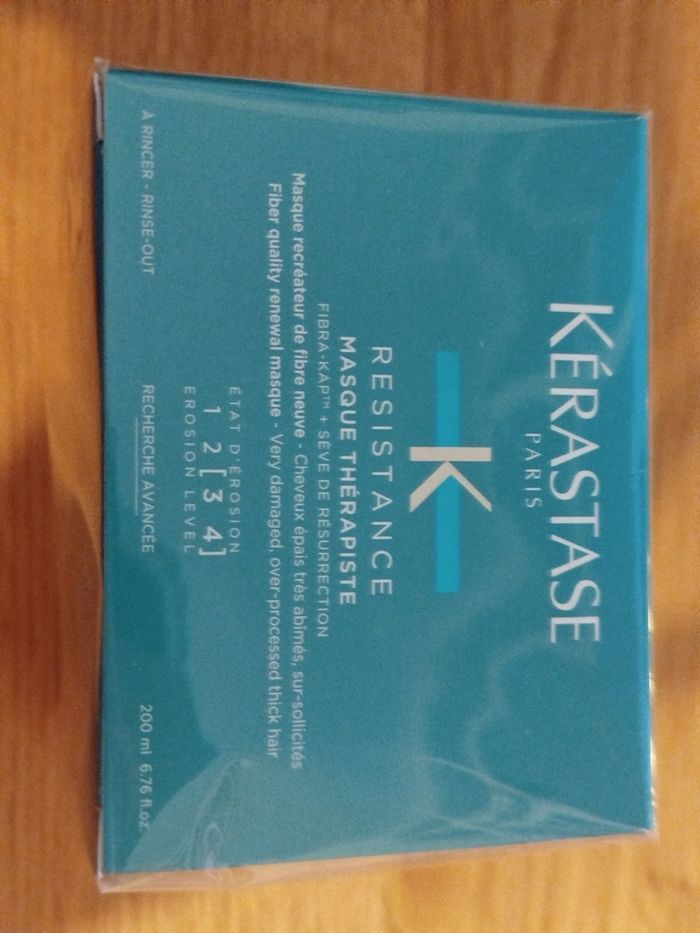 KÉRASTASE
PARIS
K
RESISTANCE
MASQUE THÉRAPISTE
FIBRA-KAP™ + SÈVE DE RÉSURRECTION
Masque recréateur de fibre neuve - Cheveux épais très abîmés, sur-sollicités
Fiber quality renewal masque - Very damaged, over-processed thick hair
ÉTAT D'ÉROSION
1 2 [3 4]
EROSION LEVEL
À RINCER - RINSE-OUT
RECHERCHE AVANCÉE
200 ml 6.76 fl.oz